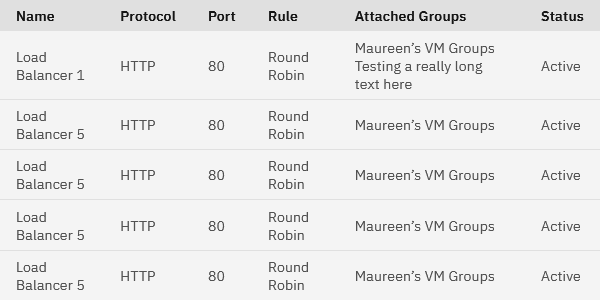 Name Protocol Port Rule Attached Groups Status
Load Balancer 1 HTTP 80 Round Robin Maureen’s VM Groups Testing a really long text here Active
Load Balancer 5 HTTP 80 Round Robin Maureen’s VM Groups Active
Load Balancer 5 HTTP 80 Round Robin Maureen’s VM Groups Active
Load Balancer 5 HTTP 80 Round Robin Maureen’s VM Groups Active
Load Balancer 5 HTTP 80 Round Robin Maureen’s VM Groups Active